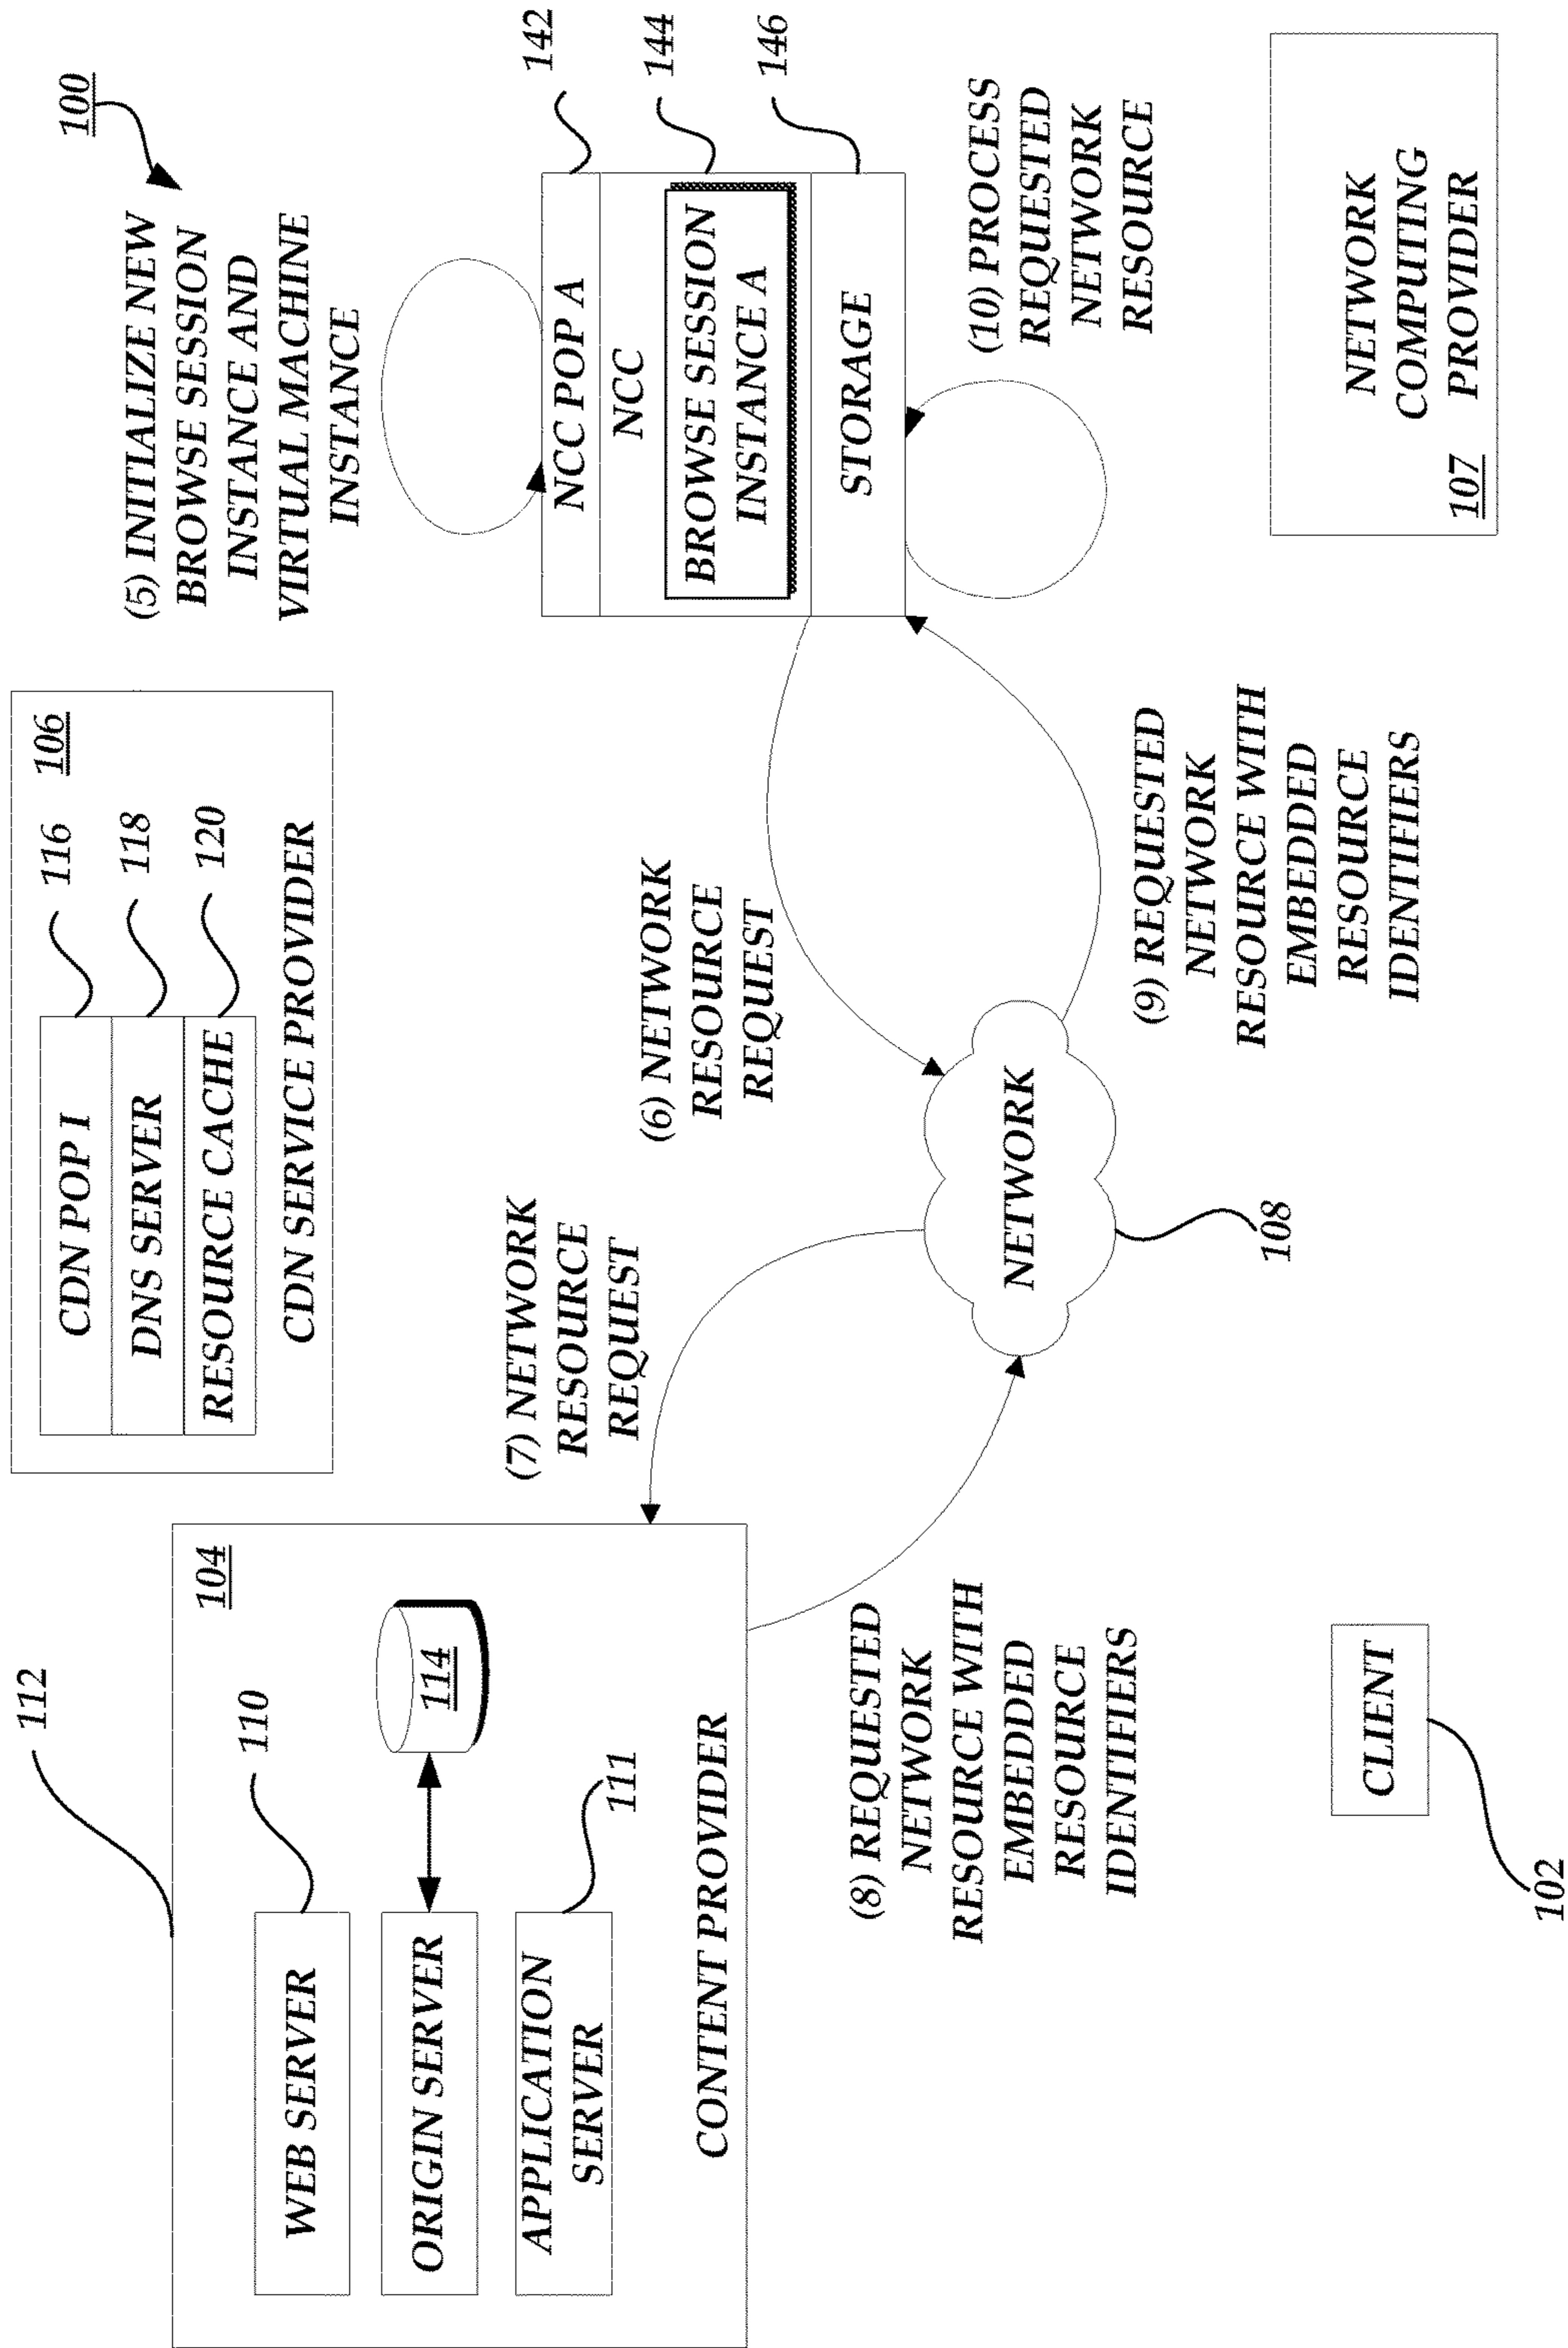 100
112
104
110
WEB SERVER
ORIGIN SERVER
114
APPLICATION
SERVER
111
CONTENT PROVIDER
106
CDN POP I
116
DNS SERVER
118
RESOURCE CACHE
120
CDN SERVICE PROVIDER
(5) INITIALIZE NEW
BROWSE SESSION
INSTANCE AND
VIRTUAL MACHINE
INSTANCE
NCC POP A
142
NCC
144
BROWSE SESSION
INSTANCE A
STORAGE
146
(6) NETWORK
RESOURCE
REQUEST
(7) NETWORK
RESOURCE
REQUEST
NETWORK
108
(8) REQUESTED
NETWORK
RESOURCE WITH
EMBEDDED
RESOURCE
IDENTIFIERS
(9) REQUESTED
NETWORK
RESOURCE WITH
EMBEDDED
RESOURCE
IDENTIFIERS
(10) PROCESS
REQUESTED
NETWORK
RESOURCE
CLIENT
102
NETWORK
COMPUTING
PROVIDER
107